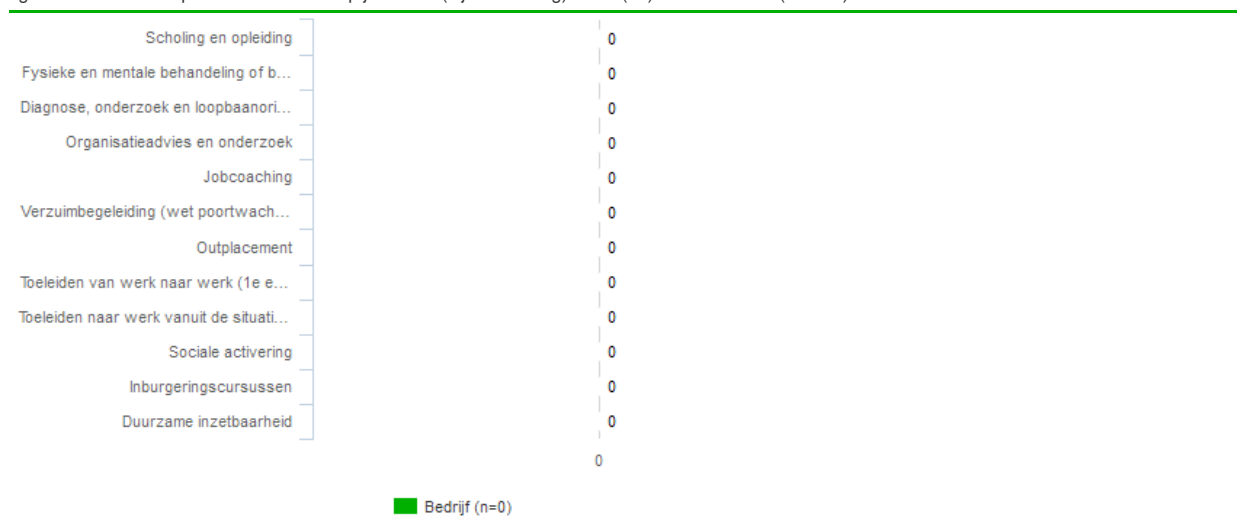 Scholing en opleiding 0
Fysieke en mentale behandeling of b... 0
Diagnose, onderzoek en loopbaanori... 0
Organisatieadvies en onderzoek 0
Jobcoaching 0
Verzuimbegeleiding (wet poortwach... 0
Outplacement 0
Toeleiden van werk naar werk (1e e... 0
Toeleiden naar werk vanuit de situati... 0
Sociale activering 0
Inburgeringscursussen 0
Duurzame inzetbaarheid 0
0
Bedrijf (n=0)